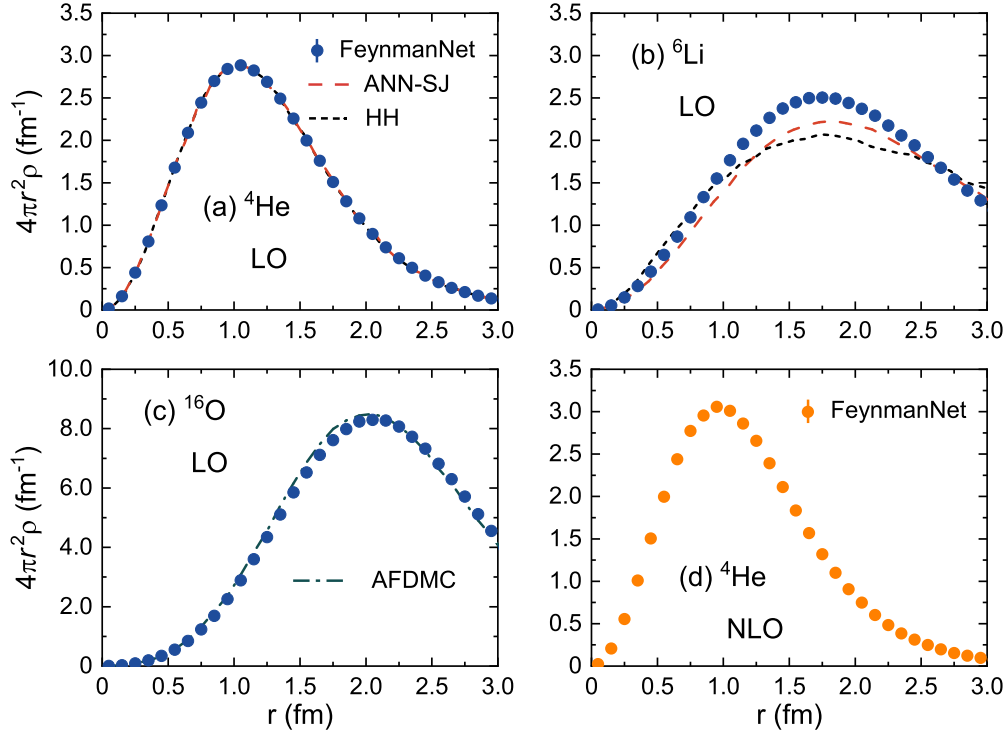 3.5
3.0
2.5
2.0
1.5
1.0
0.5
0
4πr²ρ (fm⁻¹)
FeynmanNet
ANN-SJ
HH
(a) ⁴He
LO
0 0.5 1.0 1.5 2.0 2.5 3.0
3.5
3.0
2.5
2.0
1.5
1.0
0.5
0
(b) ⁶Li
LO
0 0.5 1.0 1.5 2.0 2.5 3.0
10.0
8.0
6.0
4.0
2.0
0
4πr²ρ (fm⁻¹)
(c) ¹⁶O
LO
AFDMC
0 0.5 1.0 1.5 2.0 2.5 3.0
r (fm)
3.5
3.0
2.5
2.0
1.5
1.0
0.5
0
FeynmanNet
(d) ⁴He
NLO
0 0.5 1.0 1.5 2.0 2.5 3.0
r (fm)